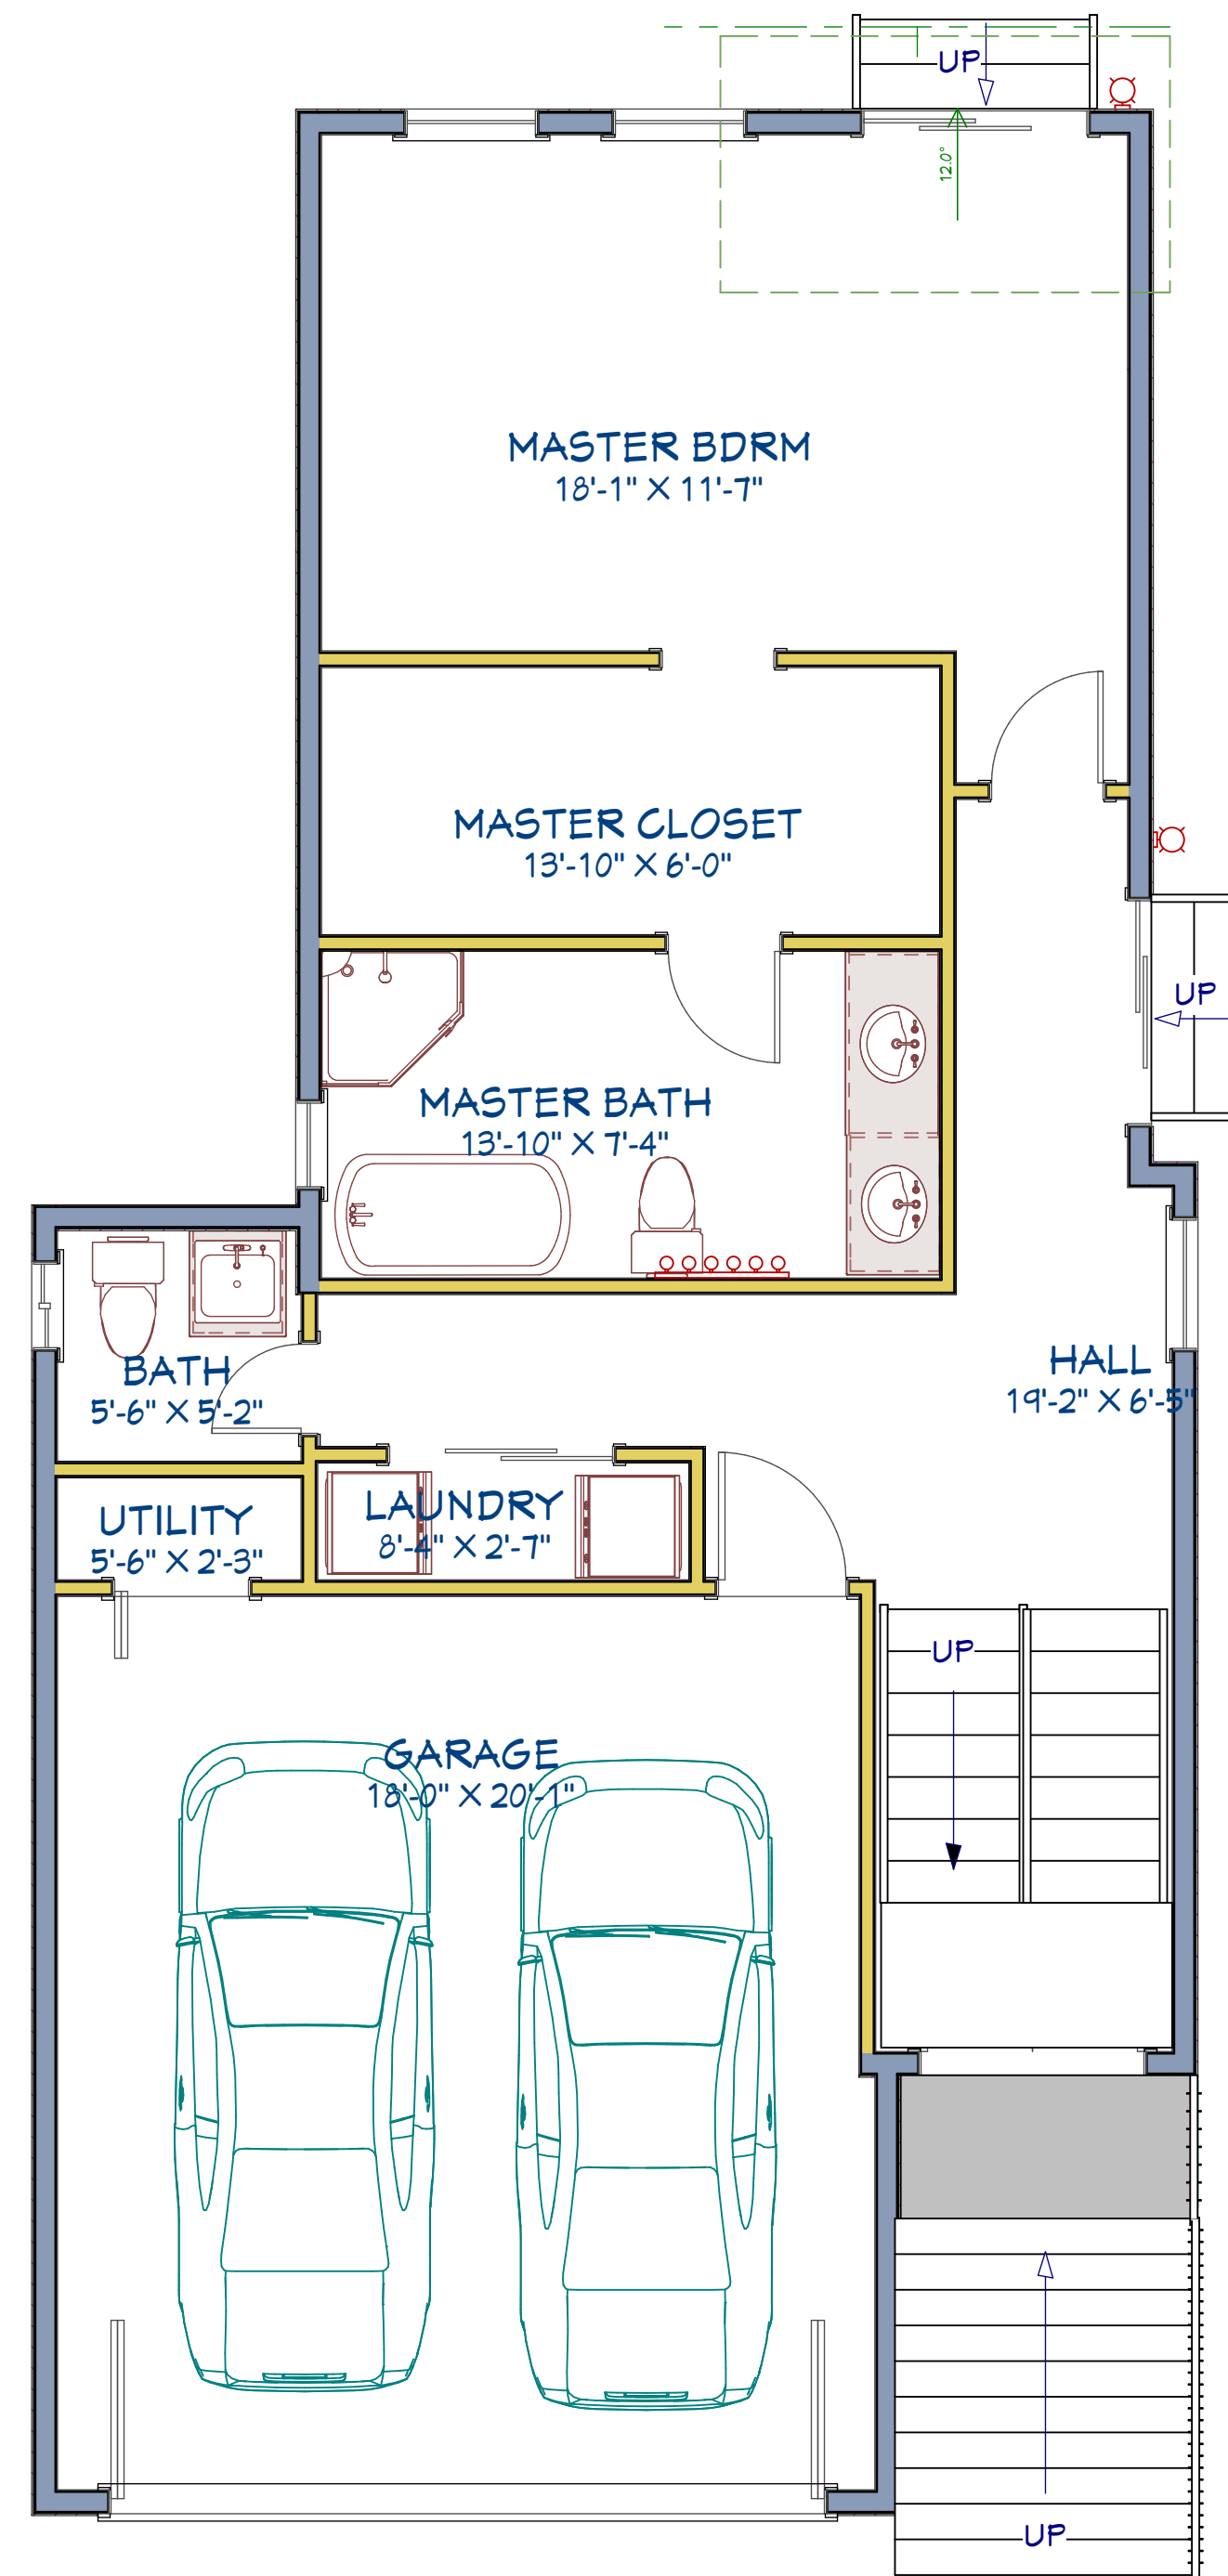 UP
12.0°
MASTER BDRM
18'-1" X 11'-7"
MASTER CLOSET
13'-10" X 6'-0"
UP
MASTER BATH
13'-10" X 7'-4"
BATH
5'-6" X 5'-2"
HALL
19'-2" X 6'-5"
UTILITY
5'-6" X 2'-3"
LAUNDRY
8'-4" X 2'-7"
UP
GARAGE
18'-0" X 20'-1"
UP